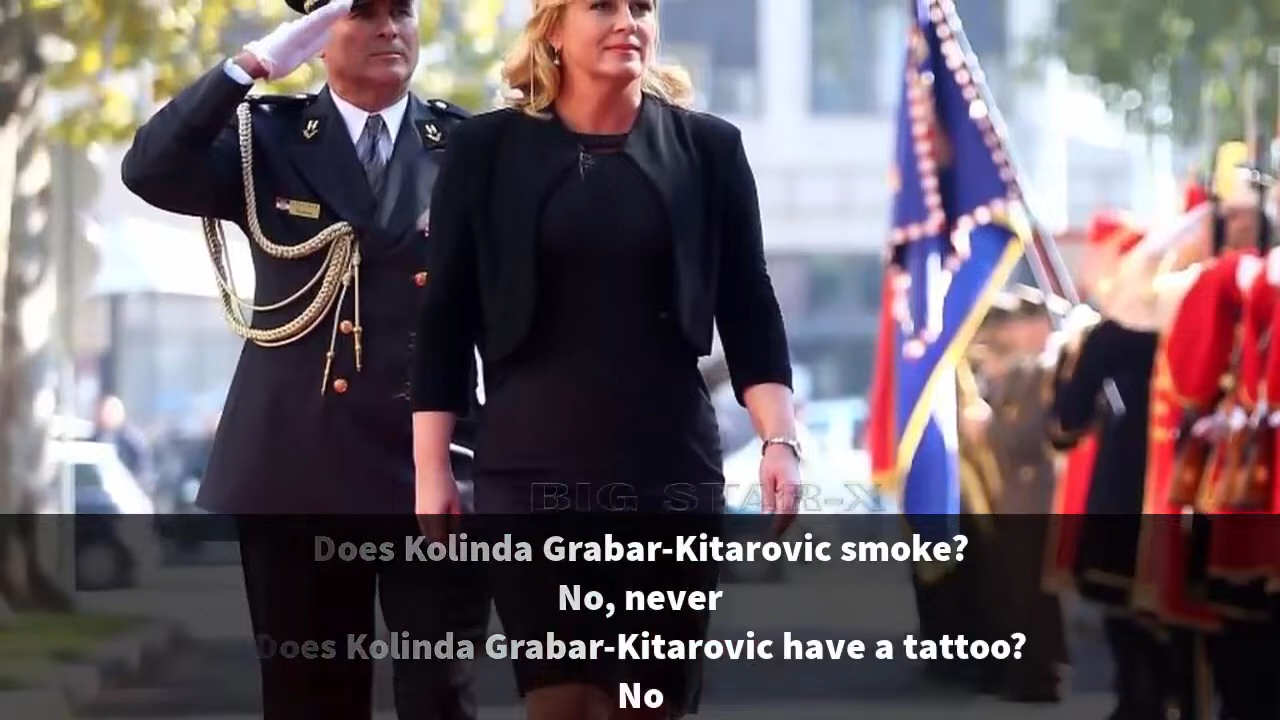 BIG STAR-X
Does Kolinda Grabar-Kitarovic smoke?
No, never
Does Kolinda Grabar-Kitarovic have a tattoo?
No